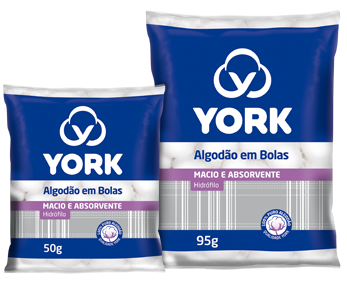 YORK
Algodão em Bolas
MACIO E ABSORVENTE
Hidrófilo
50g
YORK
Algodão em Bolas
MACIO E ABSORVENTE
Hidrófilo
95g